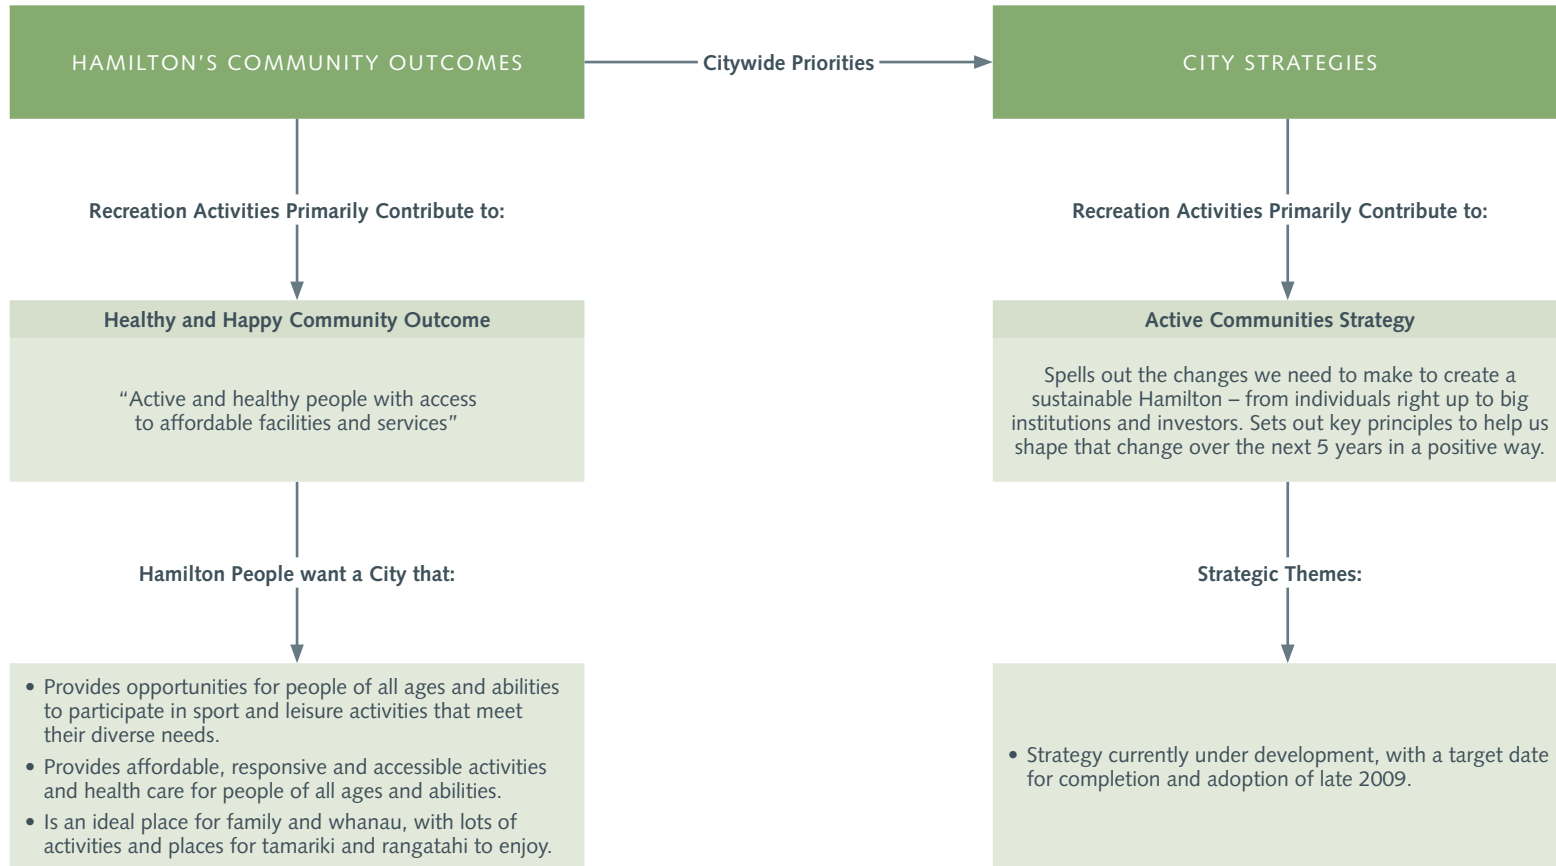 HAMILTON'S COMMUNITY OUTCOMES
Citywide Priorities
CITY STRATEGIES
Recreation Activities Primarily Contribute to:
Healthy and Happy Community Outcome
“Active and healthy people with access
to affordable facilities and services”
Hamilton People want a City that:
• Provides opportunities for people of all ages and abilities
to participate in sport and leisure activities that meet
their diverse needs.
• Provides affordable, responsive and accessible activities
and health care for people of all ages and abilities.
• Is an ideal place for family and whanau, with lots of
activities and places for tamariki and rangatahi to enjoy.
Recreation Activities Primarily Contribute to:
Active Communities Strategy
Spells out the changes we need to make to create a
sustainable Hamilton – from individuals right up to big
institutions and investors. Sets out key principles to help us
shape that change over the next 5 years in a positive way.
Strategic Themes:
• Strategy currently under development, with a target date
for completion and adoption of late 2009.